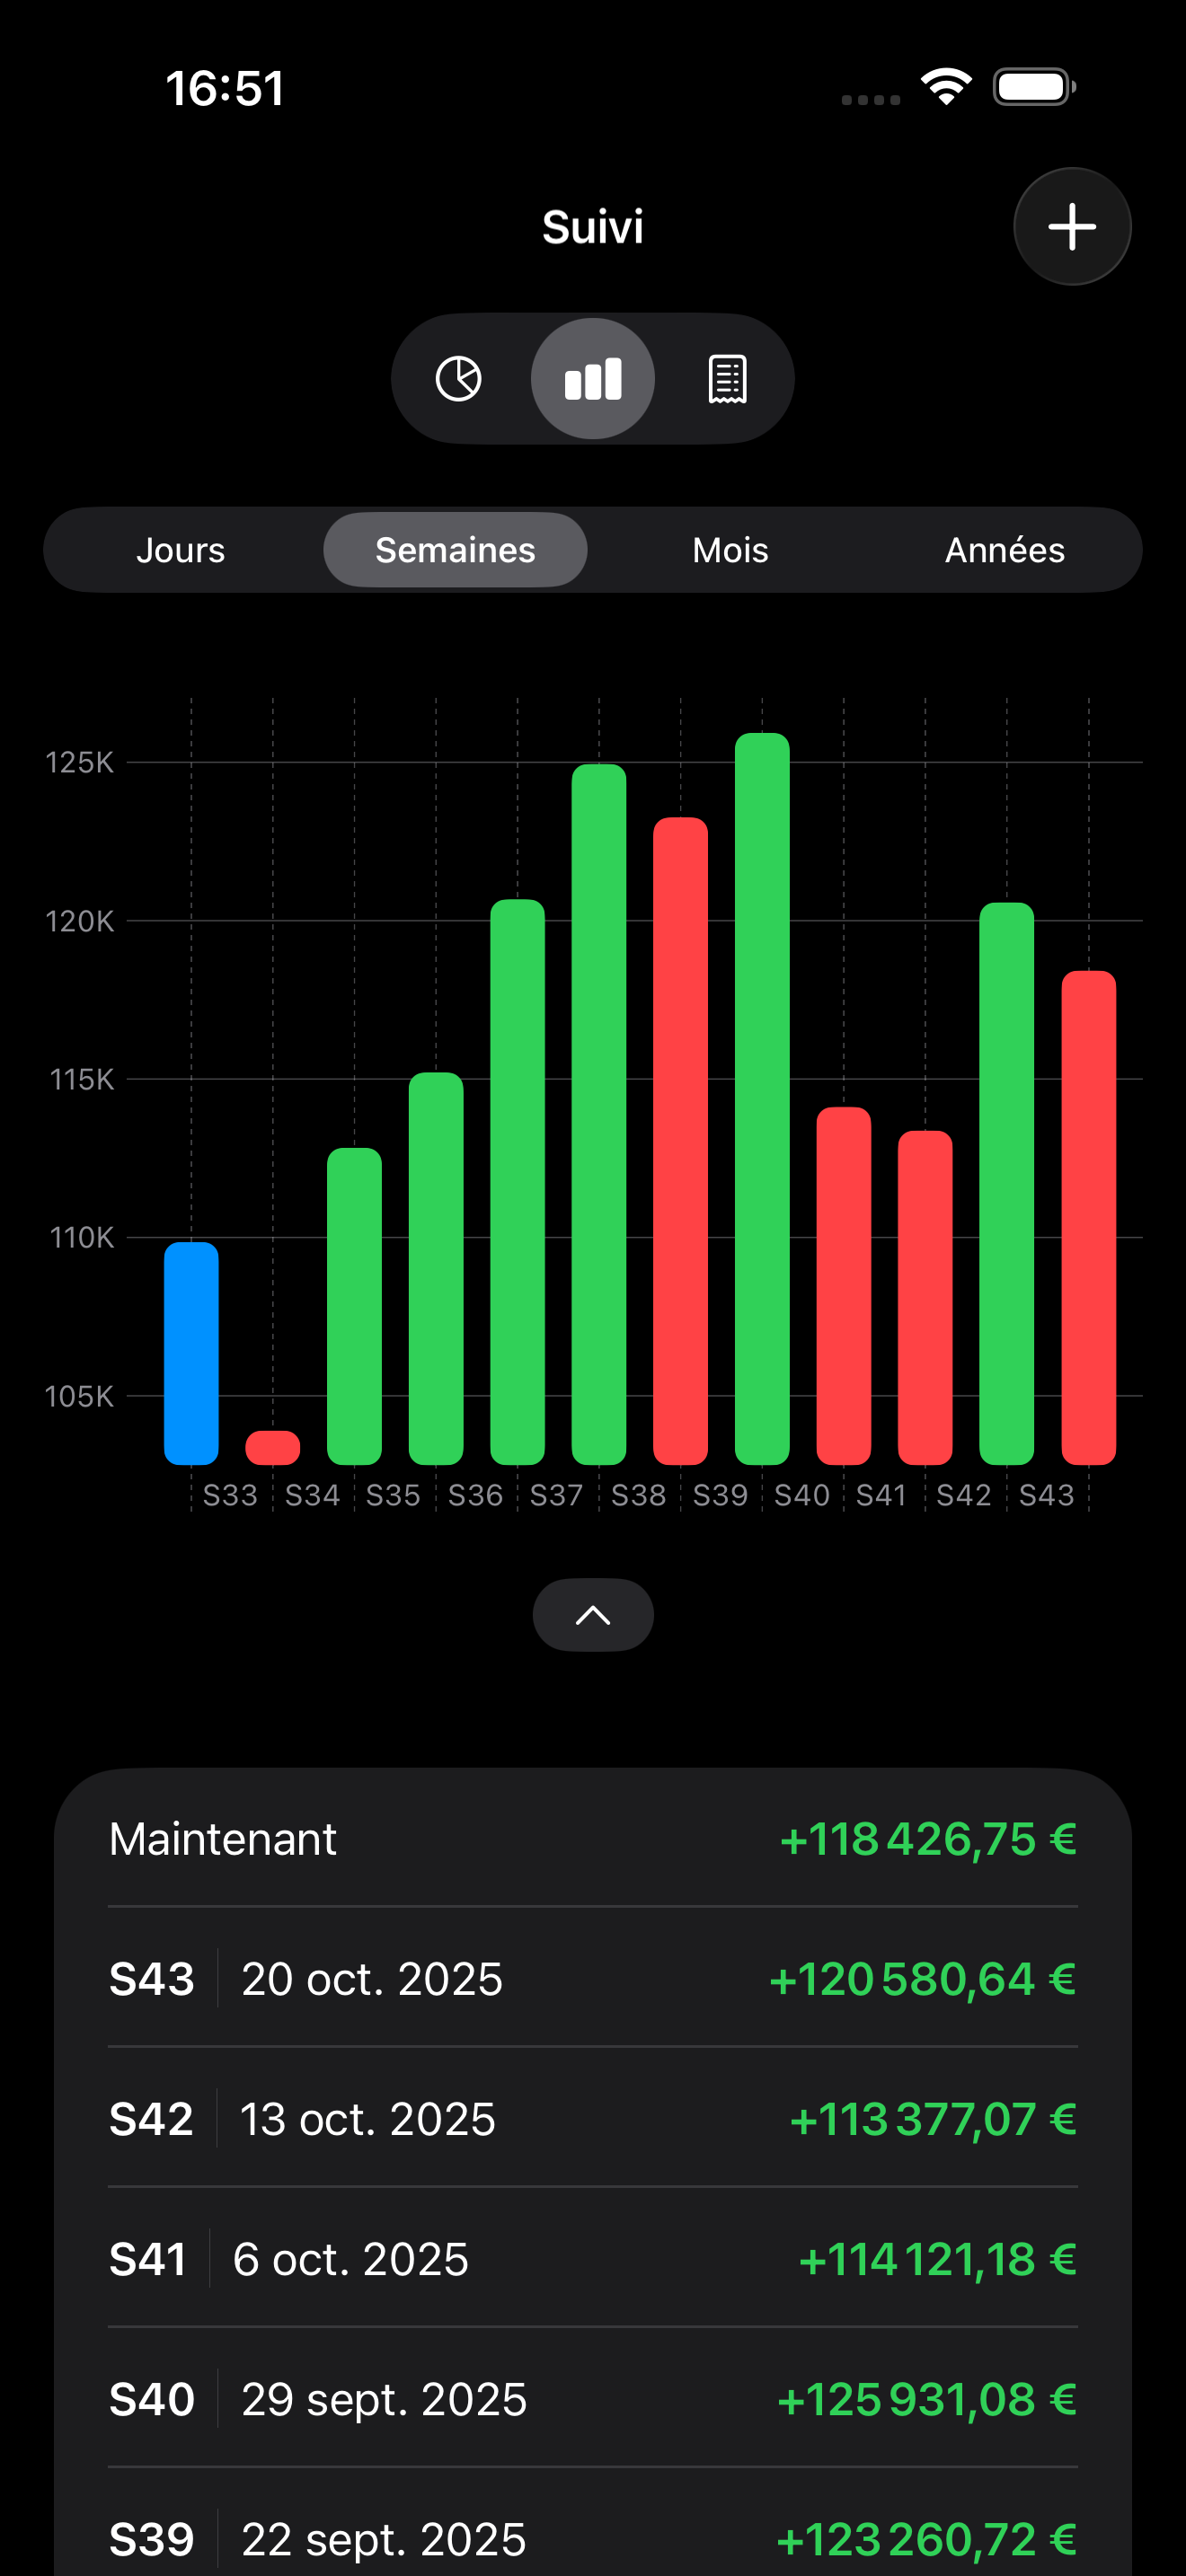 16:51
Suivi
Jours Semaines Mois Années
125K
120K
115K
110K
105K
S33 S34 S35 S36 S37 S38 S39 S40 S41 S42 S43
Maintenant +118 426,75 €
S43 20 oct. 2025 +120 580,64 €
S42 13 oct. 2025 +113 377,07 €
S41 6 oct. 2025 +114 121,18 €
S40 29 sept. 2025 +125 931,08 €
S39 22 sept. 2025 +123 260,72 €